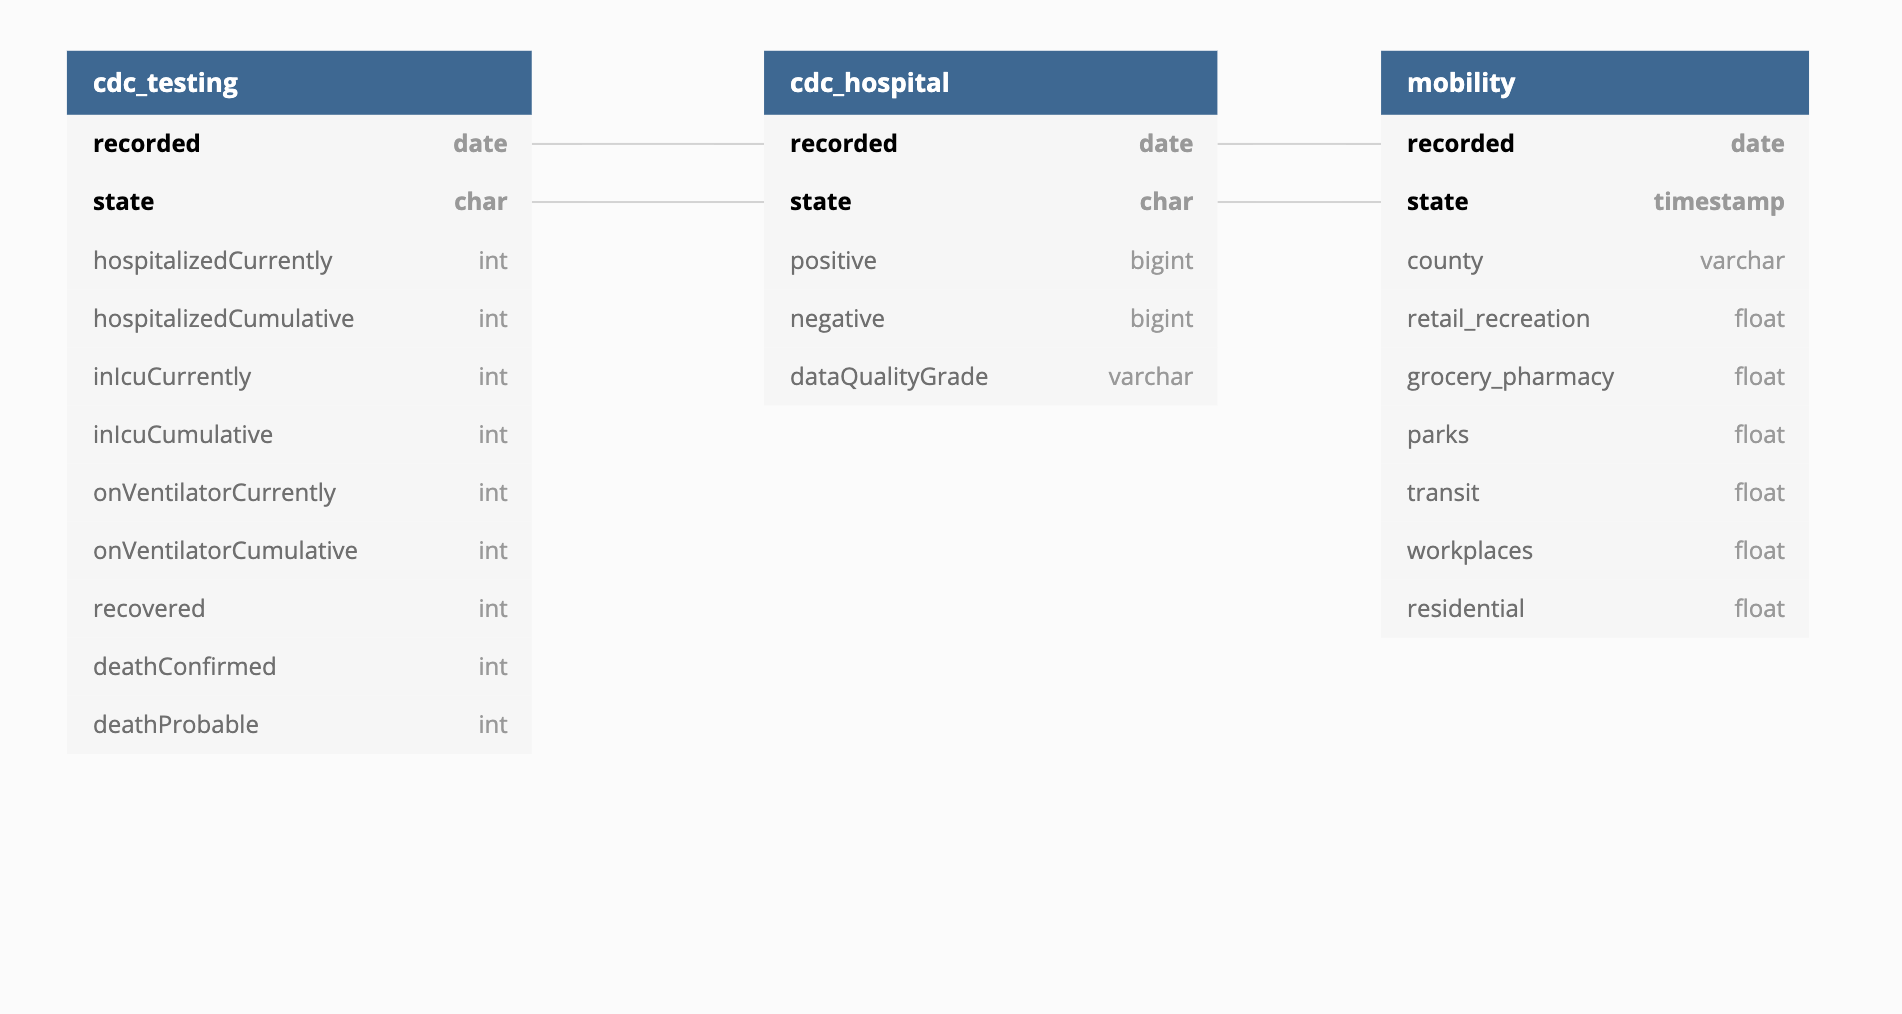 cdc_testing
recorded date
state char
hospitalizedCurrently int
hospitalizedCumulative int
inIcuCurrently int
inIcuCumulative int
onVentilatorCurrently int
onVentilatorCumulative int
recovered int
deathConfirmed int
deathProbable int
cdc_hospital
recorded date
state char
positive bigint
negative bigint
dataQualityGrade varchar
mobility
recorded date
state timestamp
county varchar
retail_recreation float
grocery_pharmacy float
parks float
transit float
workplaces float
residential float